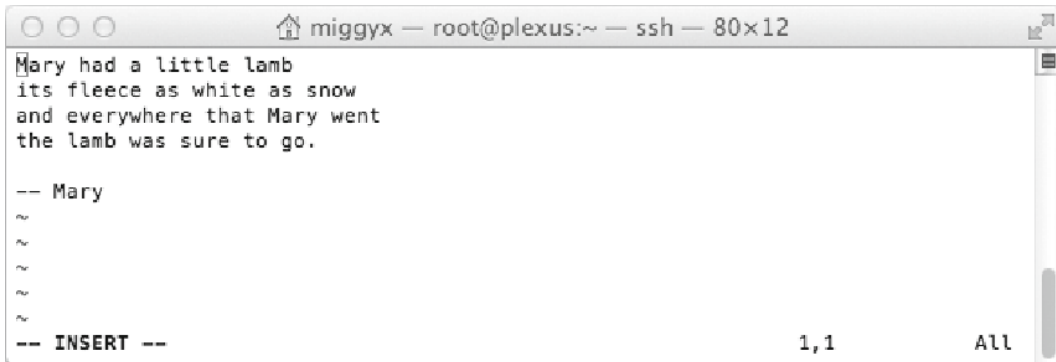 miggyx — root@plexus:~ — ssh — 80×12
Mary had a little lamb
its fleece as white as snow
and everywhere that Mary went
the lamb was sure to go.
-- Mary
~
~
~
~
~
-- INSERT -- 1,1 All